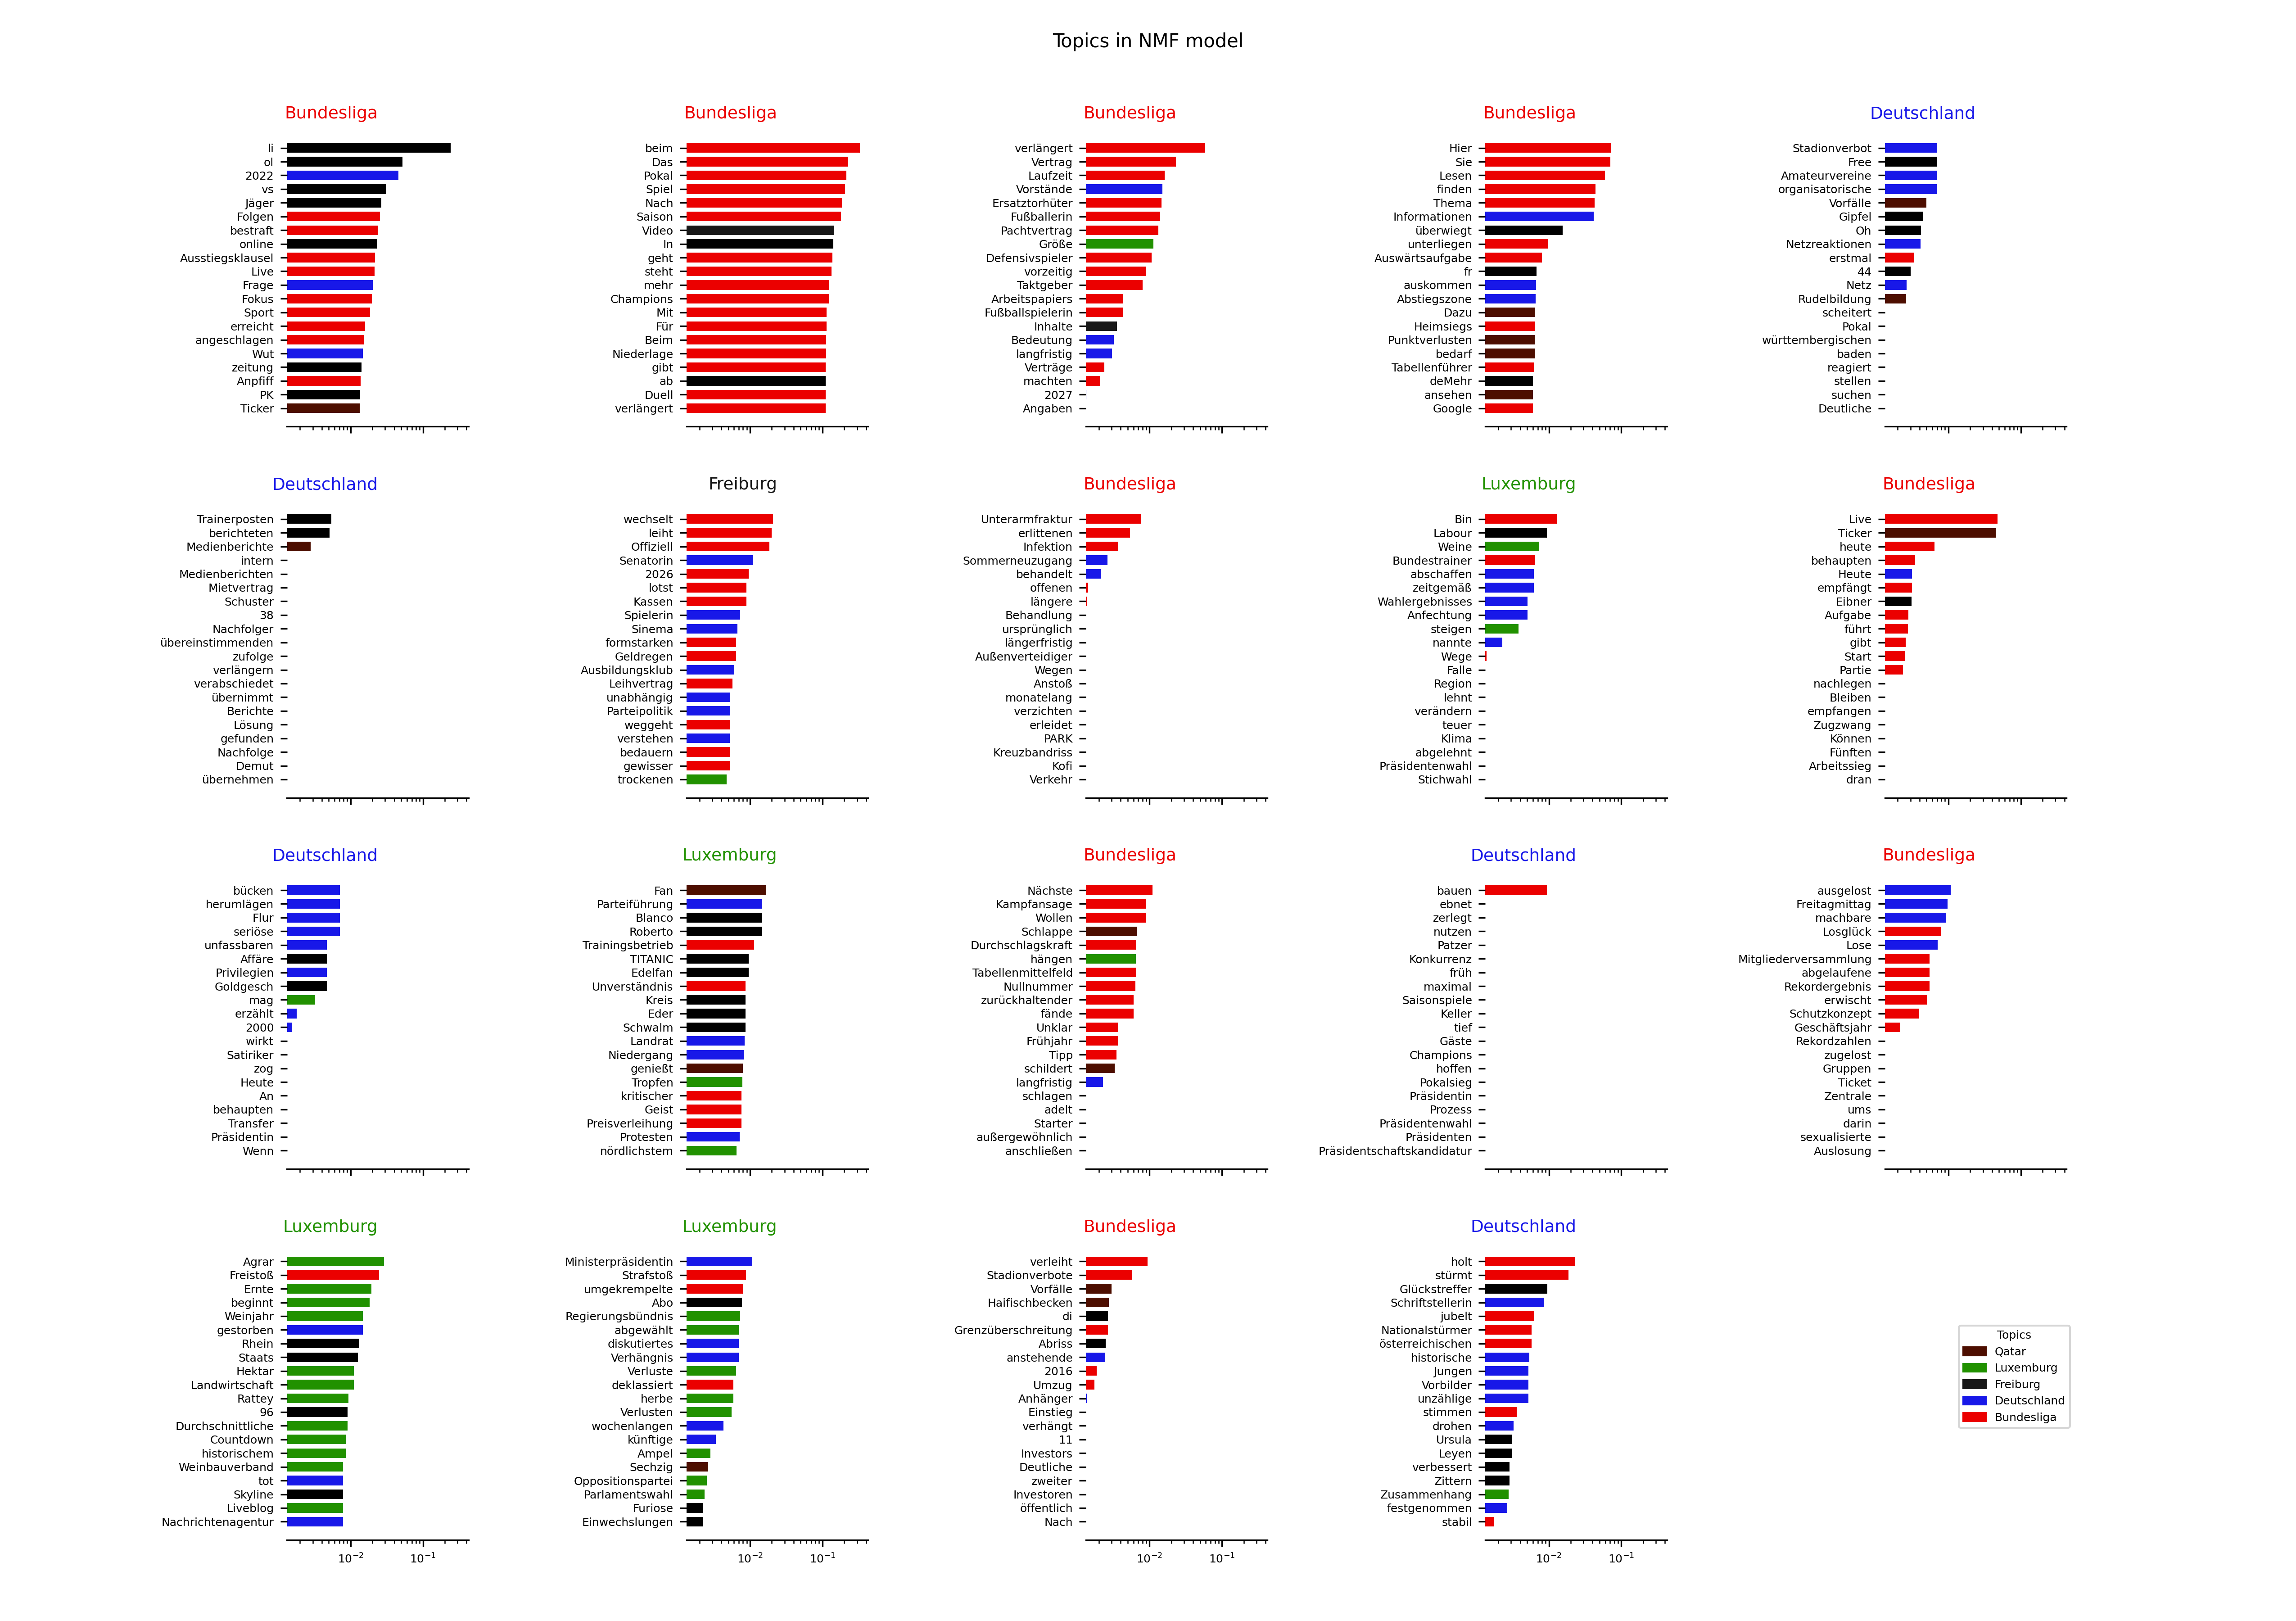 Topics in NMF model
Bundesliga
li
ol
2022
vs
Jäger
Folgen
bestraft
online
Ausstiegsklausel
Live
Frage
Fokus
Sport
erreicht
angeschlagen
Wut
zeitung
Anpfiff
PK
Ticker
Bundesliga
beim
Das
Pokal
Spiel
Nach
Saison
Video
In
geht
steht
mehr
Champions
Mit
Für
Beim
Niederlage
gibt
ab
Duell
verlängert
Bundesliga
verlängert
Vertrag
Laufzeit
Vorstände
Ersatztorhüter
Fußballerin
Pachtvertrag
Größe
Defensivspieler
vorzeitig
Taktgeber
Arbeitspapiers
Fußballspielerin
Inhalte
Bedeutung
langfristig
Verträge
machten
2027
Angaben
Bundesliga
Hier
Sie
Lesen
finden
Thema
Informationen
überwiegt
unterliegen
Auswärtsaufgabe
fr
auskommen
Abstiegszone
Dazu
Heimsiegs
Punktverlusten
bedarf
Tabellenführer
deMehr
ansehen
Google
Deutschland
Stadionverbot
Free
Amateurvereine
organisatorische
Vorfälle
Gipfel
Oh
Netzreaktionen
erstmal
44
Netz
Rudelbildung
scheitert
Pokal
württembergischen
baden
reagiert
stellen
suchen
Deutliche
Deutschland
Trainerposten
berichteten
Medienberichte
intern
Medienberichten
Mietvertrag
Schuster
38
Nachfolger
übereinstimmenden
zufolge
verlängern
verabschiedet
übernimmt
Berichte
Lösung
gefunden
Nachfolge
Demut
übernehmen
Freiburg
wechselt
leiht
Offiziell
Senatorin
2026
lotst
Kassen
Spielerin
Sinema
formstarken
Geldregen
Ausbildungsklub
Leihvertrag
unabhängig
Parteipolitik
weggeht
verstehen
bedauern
gewisser
trockenen
Bundesliga
Unterarmfraktur
erlittenen
Infektion
Sommerneuzugang
behandelt
offenen
längere
Behandlung
ursprünglich
längerfristig
Außenverteidiger
Wegen
Anstoß
monatelang
verzichten
erleidet
PARK
Kreuzbandriss
Kofi
Verkehr
Luxemburg
Bin
Labour
Weine
Bundestrainer
abschaffen
zeitgemäß
Wahlergebnisses
Anfechtung
steigen
nannte
Wege
Falle
Region
lehnt
verändern
teuer
Klima
abgelehnt
Präsidentenwahl
Stichwahl
Bundesliga
Live
Ticker
heute
behaupten
Heute
empfängt
Eibner
Aufgabe
führt
gibt
Start
Partie
nachlegen
Bleiben
empfangen
Zugzwang
Können
Fünften
Arbeitssieg
dran
Deutschland
bücken
herumlägen
Flur
seriöse
unfassbaren
Affäre
Privilegien
Goldgesch
mag
erzählt
2000
wirkt
Satiriker
zog
Heute
An
behaupten
Transfer
Präsidentin
Wenn
Luxemburg
Fan
Parteiführung
Blanco
Roberto
Trainingsbetrieb
TITANIC
Edelfan
Unverständnis
Kreis
Eder
Schwalm
Landrat
Niedergang
genießt
Tropfen
kritischer
Geist
Preisverleihung
Protesten
nördlichstem
Bundesliga
Nächste
Kampfansage
Wollen
Schlappe
Durchschlagskraft
hängen
Tabellenmittelfeld
Nullnummer
zurückhaltender
fände
Unklar
Frühjahr
Tipp
schildert
langfristig
schlagen
adelt
Starter
außergewöhnlich
anschließen
Deutschland
bauen
ebnet
zerlegt
nutzen
Patzer
Konkurrenz
früh
maximal
Saisonspiele
Keller
tief
Gäste
Champions
hoffen
Pokalsieg
Präsidentin
Prozess
Präsidentenwahl
Präsidenten
Präsidentschaftskandidatur
Bundesliga
ausgelost
Freitagmittag
machbare
Losglück
Lose
Mitgliederversammlung
abgelaufene
Rekordergebnis
erwischt
Schutzkonzept
Geschäftsjahr
Rekordzahlen
zugelost
Gruppen
Ticket
Zentrale
ums
darin
sexualisierte
Auslosung
Luxemburg
Agrar
Freistoß
Ernte
beginnt
Weinjahr
gestorben
Rhein
Staats
Hektar
Landwirtschaft
Rattey
96
Durchschnittliche
Countdown
historischem
Weinbauverband
tot
Skyline
Liveblog
Nachrichtenagentur
10⁻² 10⁻¹
Luxemburg
Ministerpräsidentin
Strafstoß
umgekrempelte
Abo
Regierungsbündnis
abgewählt
diskutiertes
Verhängnis
Verluste
deklassiert
herbe
Verlusten
wochenlangen
künftige
Ampel
Sechzig
Oppositionspartei
Parlamentswahl
Furiose
Einwechslungen
10⁻² 10⁻¹
Bundesliga
verleiht
Stadionverbote
Vorfälle
Haifischbecken
di
Grenzüberschreitung
Abriss
anstehende
2016
Umzug
Anhänger
Einstieg
verhängt
11
Investors
Deutliche
zweiter
Investoren
öffentlich
Nach
10⁻² 10⁻¹
Deutschland
holt
stürmt
Glückstreffer
Schriftstellerin
jubelt
Nationalstürmer
österreichischen
historische
Jungen
Vorbilder
unzählige
stimmen
drohen
Ursula
Leyen
verbessert
Zittern
Zusammenhang
festgenommen
stabil
10⁻² 10⁻¹
Topics
Qatar
Luxemburg
Freiburg
Deutschland
Bundesliga